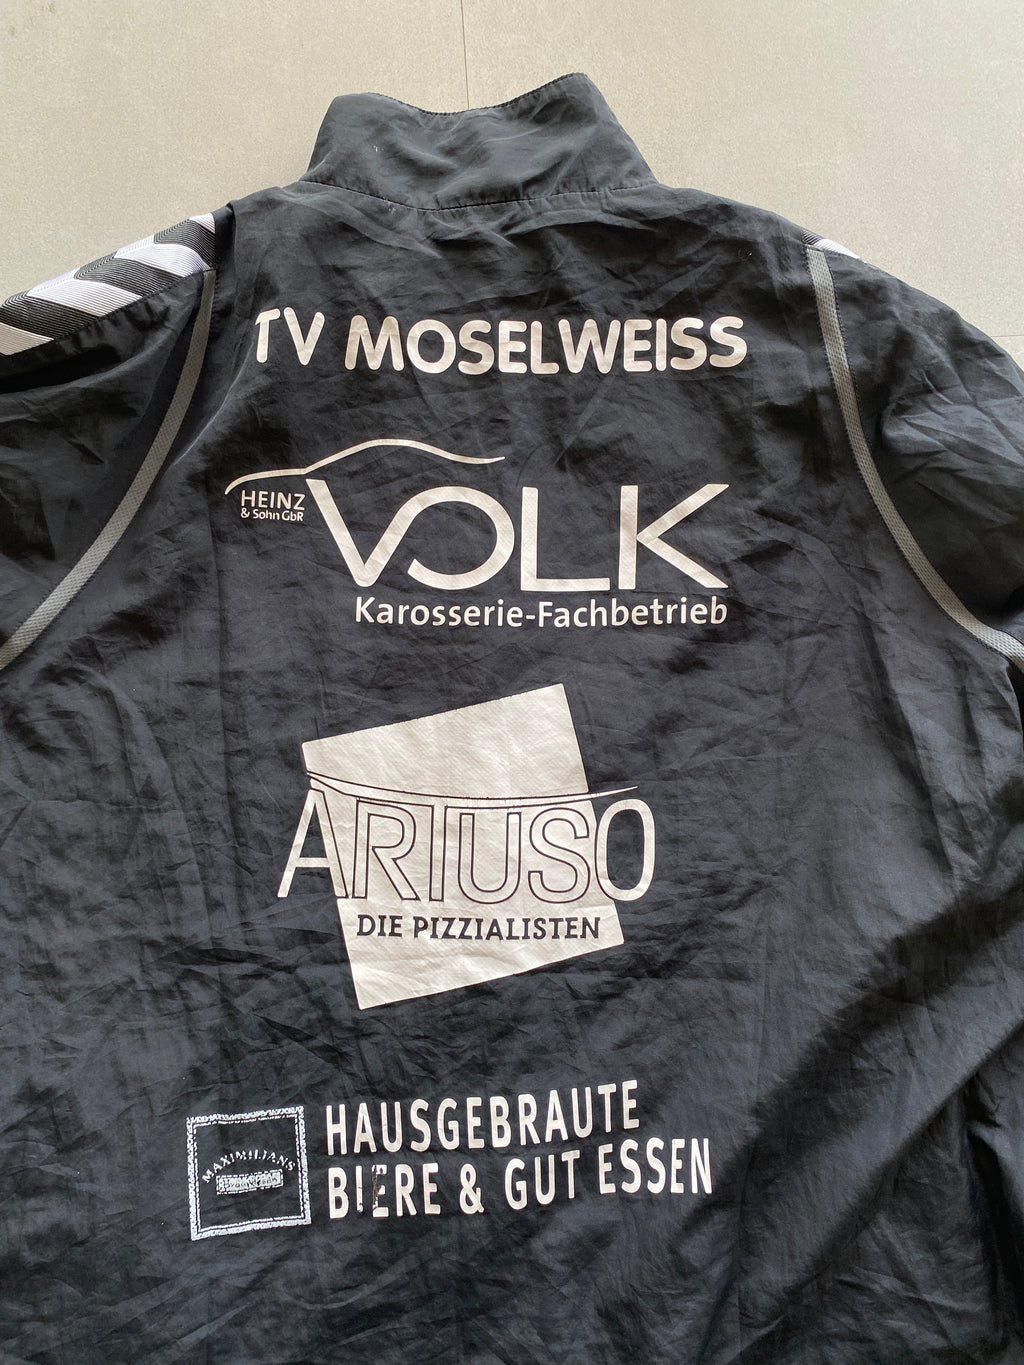 TV MOSELWEISS
HEINZ
& Sohn GbR
VOLK
Karosserie-Fachbetrieb
ARTUSO
DIE PIZZIALISTEN
MAXIMILIANS
HAUSGEBRAUTE
BIERE & GUT ESSEN